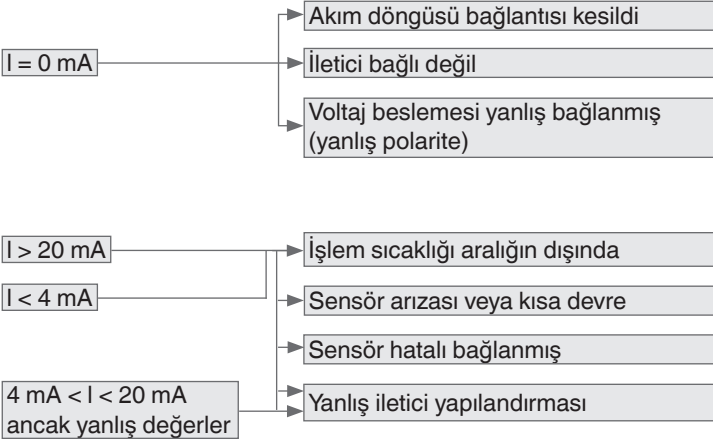 I = 0 mA
Akım döngüsü bağlantısı kesildi
İletici bağlı değil
Voltaj beslemesi yanlış bağlanmış
(yanlış polarite)
I > 20 mA
I < 4 mA
4 mA < I < 20 mA
ancak yanlış değerler
İşlem sıcaklığı aralığın dışında
Sensör arızası veya kısa devre
Sensör hatalı bağlanmış
Yanlış iletici yapılandırması